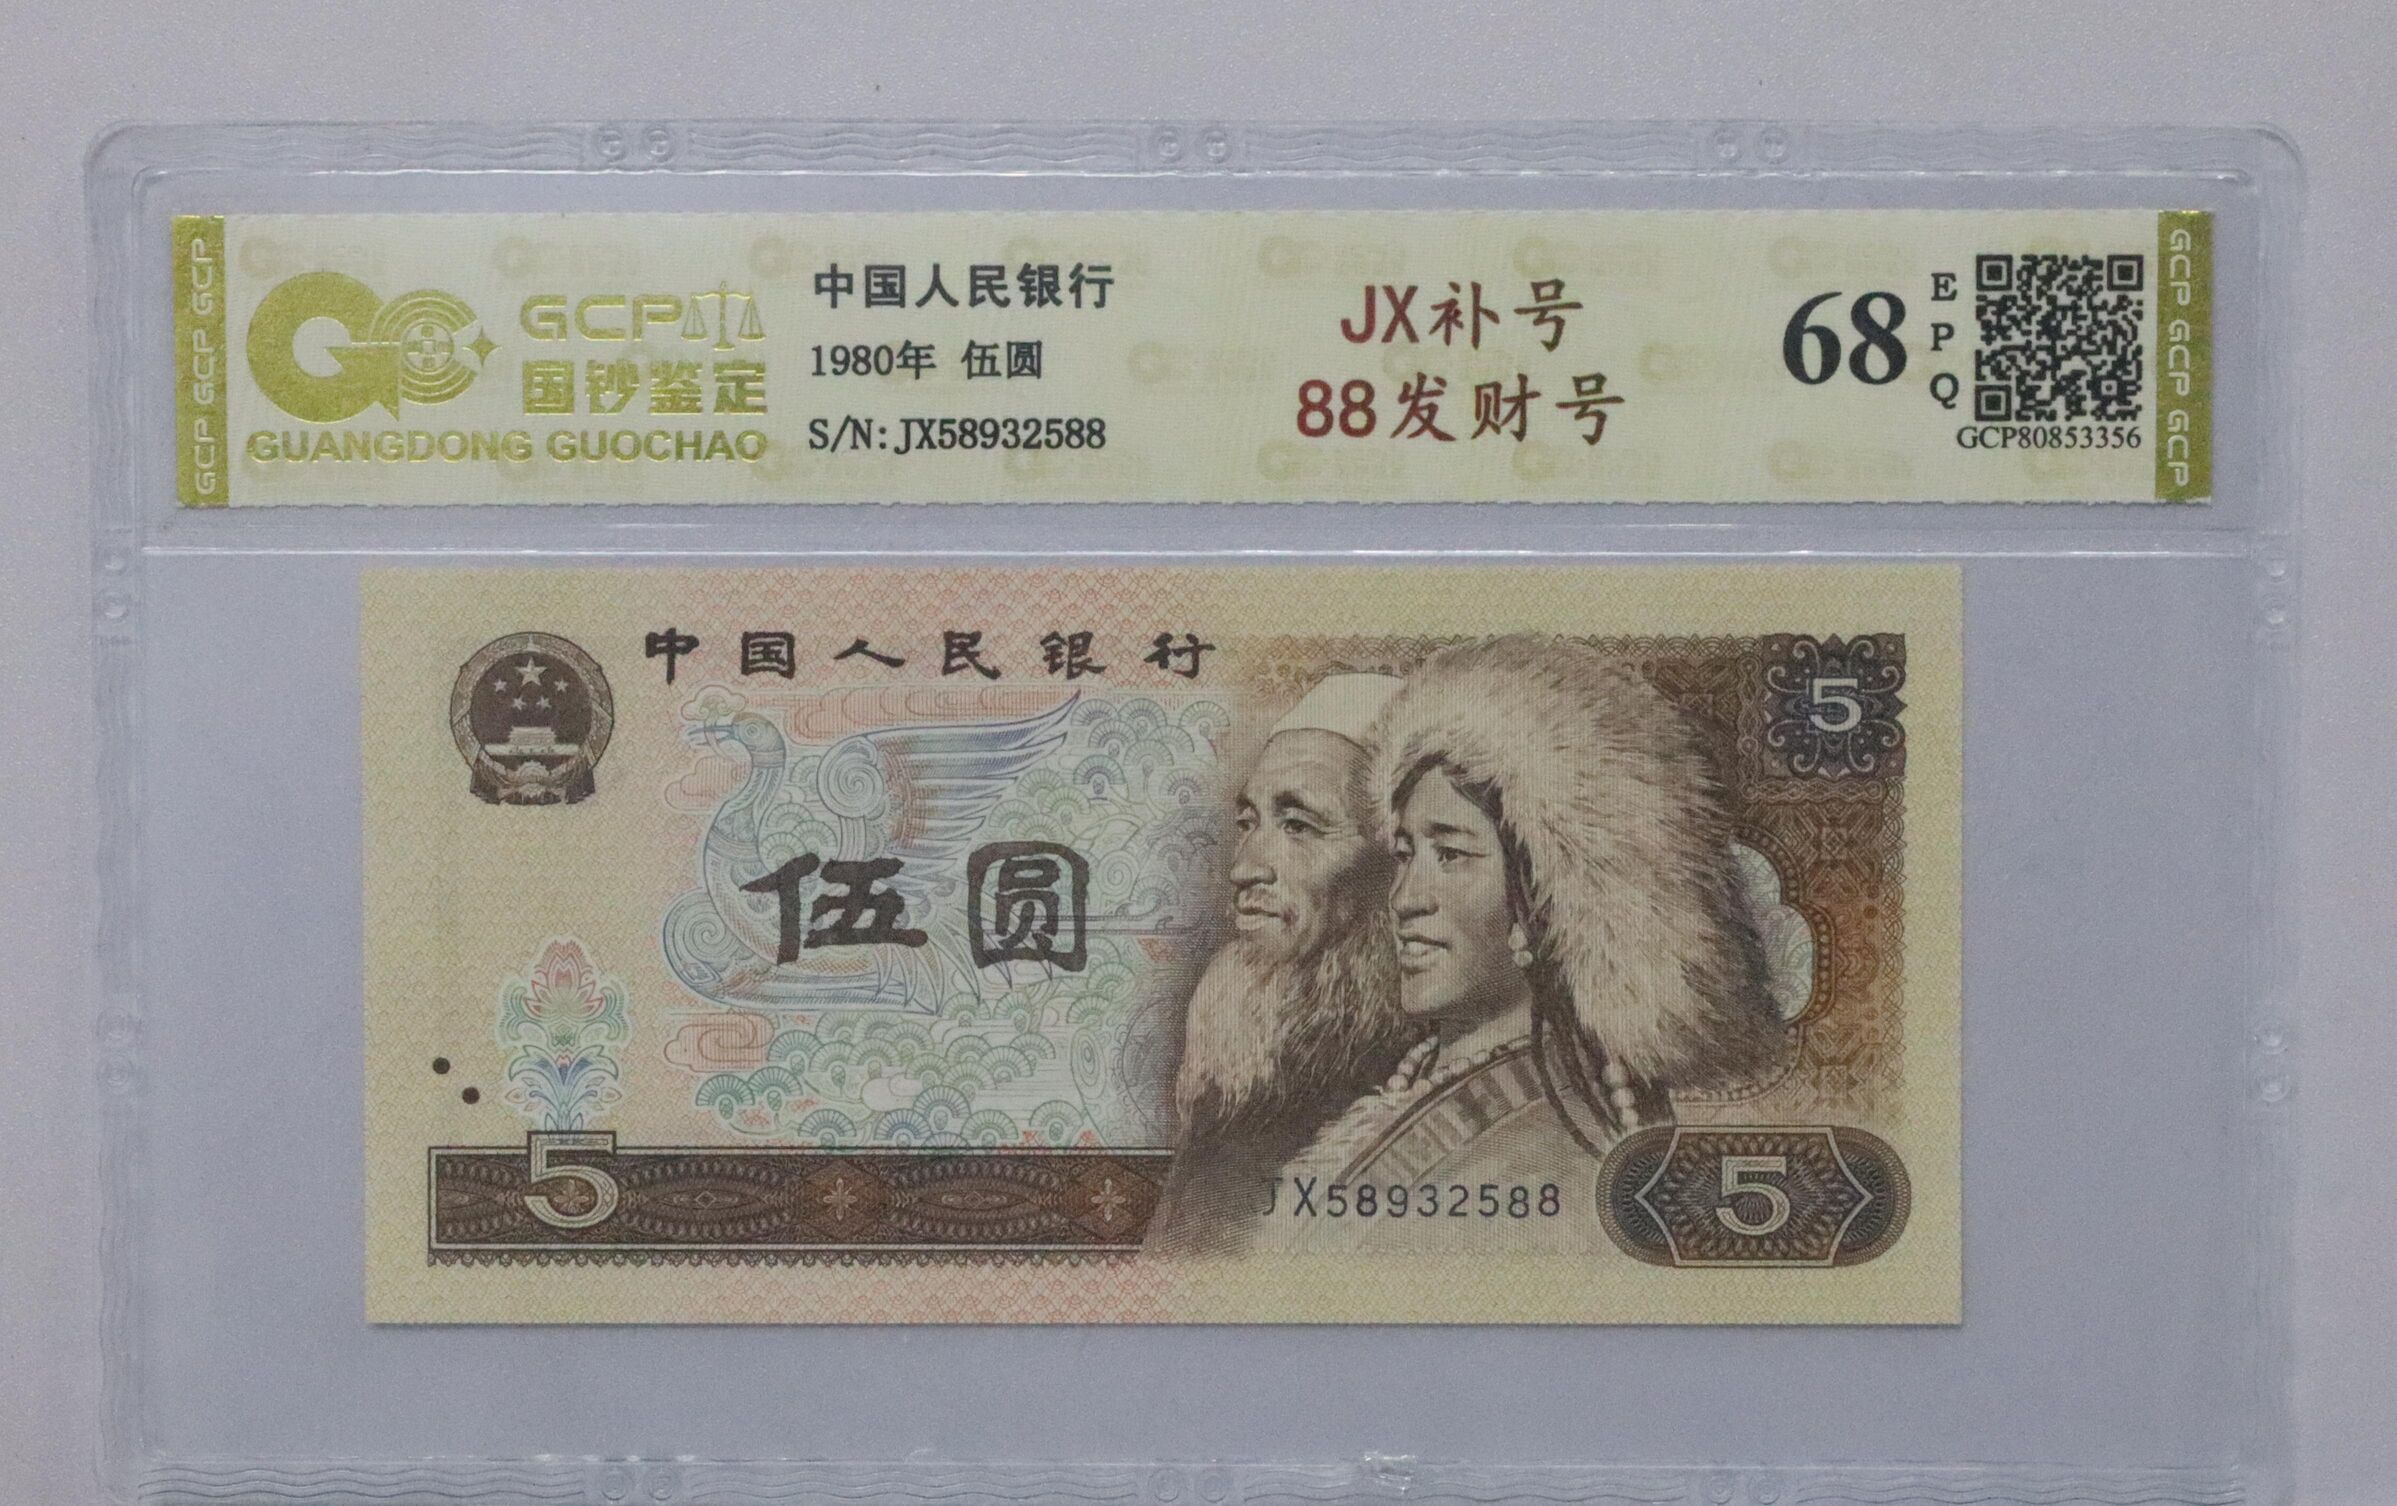 GCP GCP GCP
GCP
国钞鉴定
GUANGDONG GUOCHAO
中国人民银行
1980年 伍圆
S/N: JX58932588
JX补号
88发财号
68
E
P
Q
GCP80853356
GCP GCP GCP
中国人民银行
5
伍圆
5
JX58932588
5